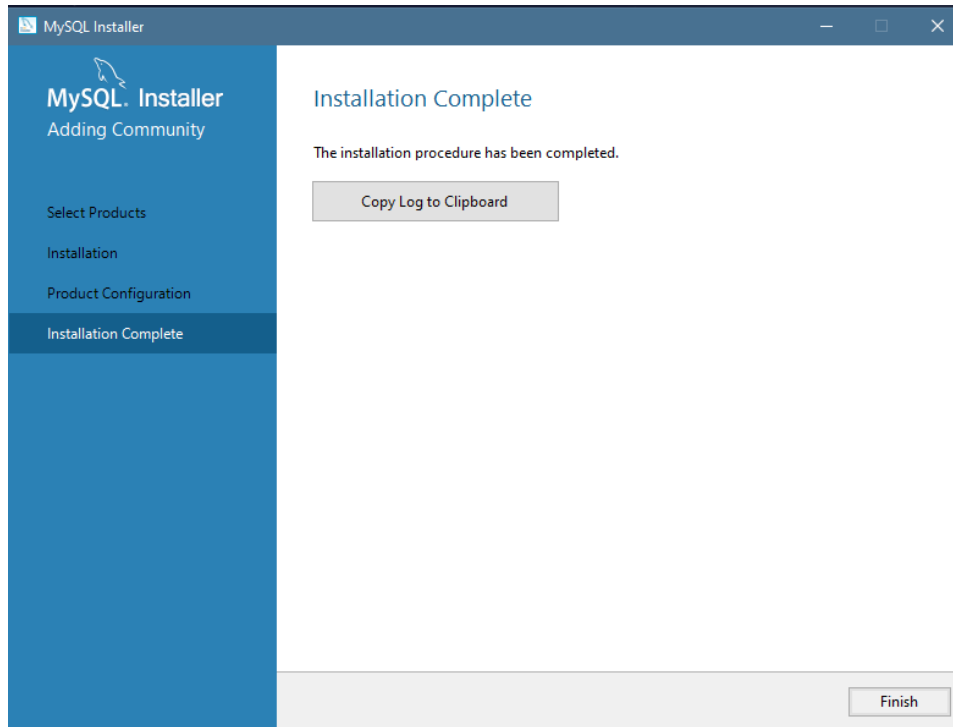 MySQL Installer
MySQL. Installer
Adding Community
Select Products
Installation
Product Configuration
Installation Complete
Installation Complete
The installation procedure has been completed.
Copy Log to Clipboard
Finish